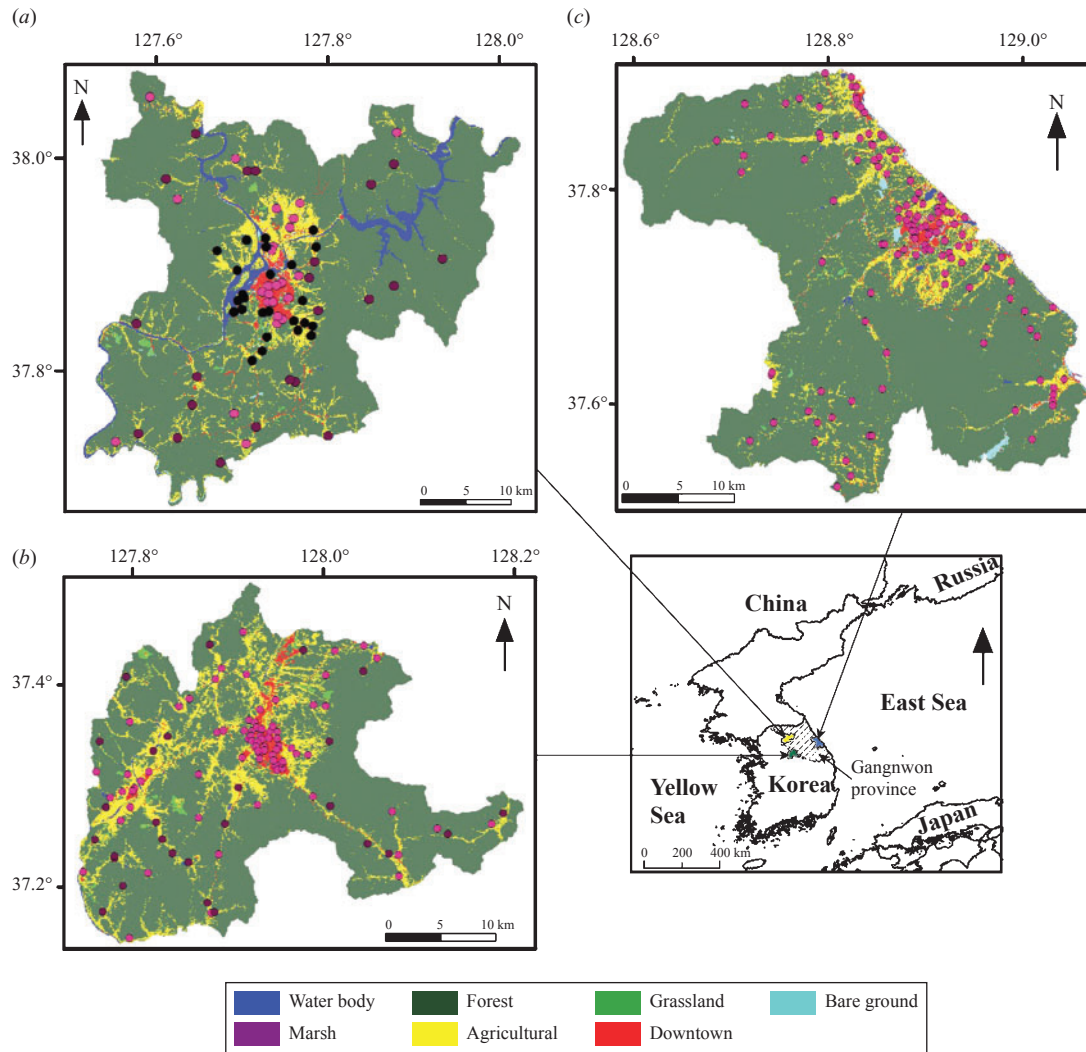 (a)
127.6° 127.8° 128.0°
N
38.0°
37.8°
0 5 10 km
(c)
128.6° 128.8° 129.0°
N
37.8°
37.6°
0 5 10 km
(b)
127.8° 128.0° 128.2°
N
37.4°
37.2°
0 5 10 km
China
Russia
East Sea
Korea
Gangnwon
province
Yellow
Sea
Japan
0 200 400 km
Water body Forest Grassland Bare ground
Marsh Agricultural Downtown